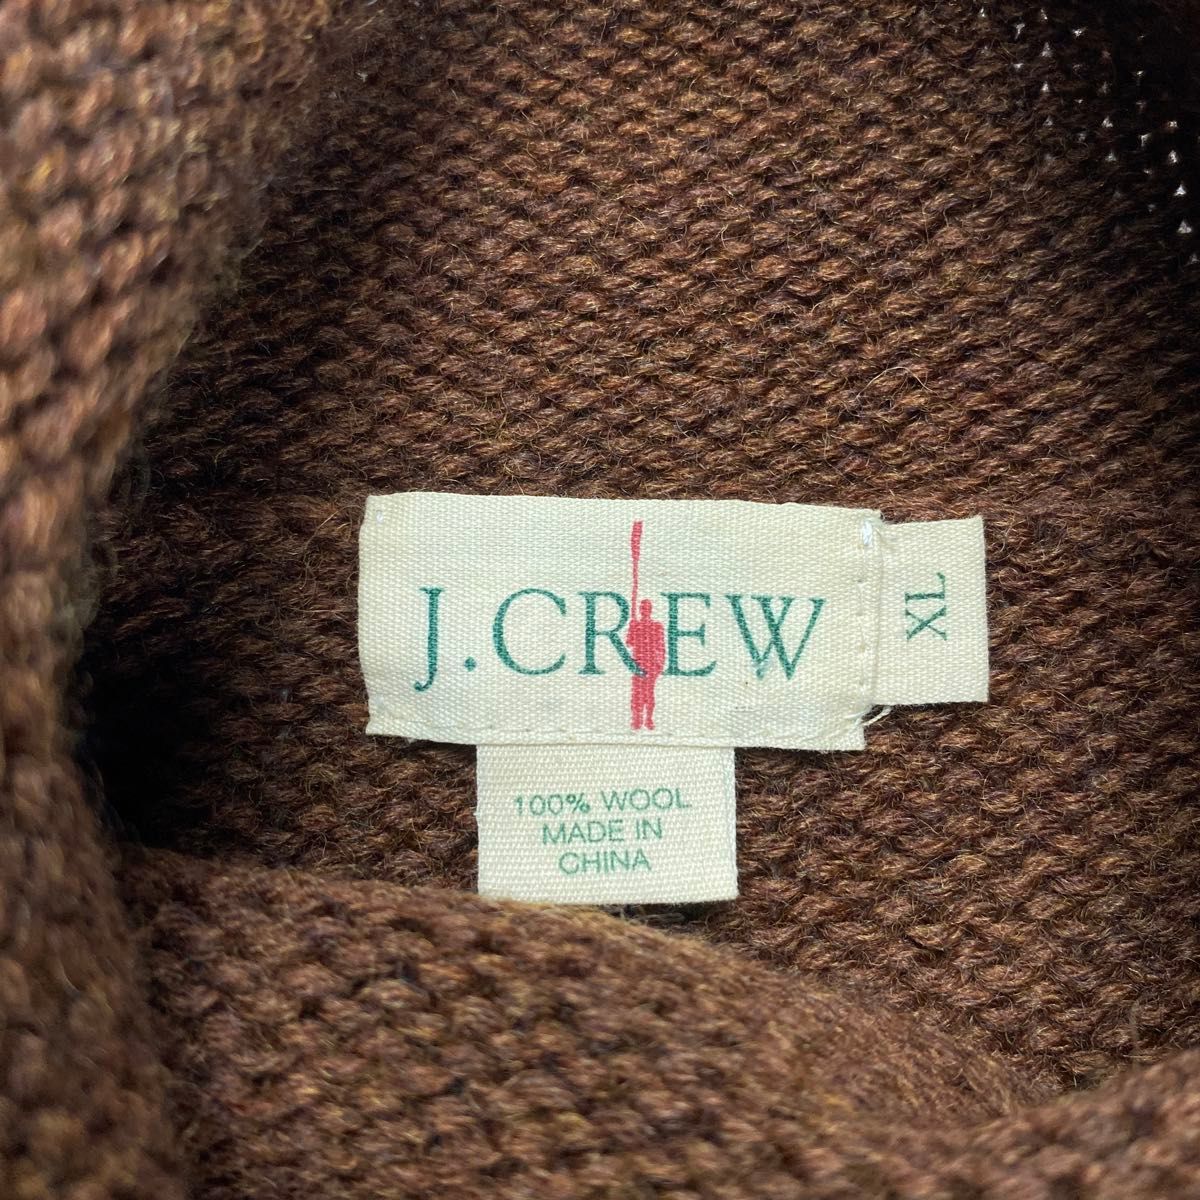 J.CREW
XL
100% WOOL
MADE IN
CHINA